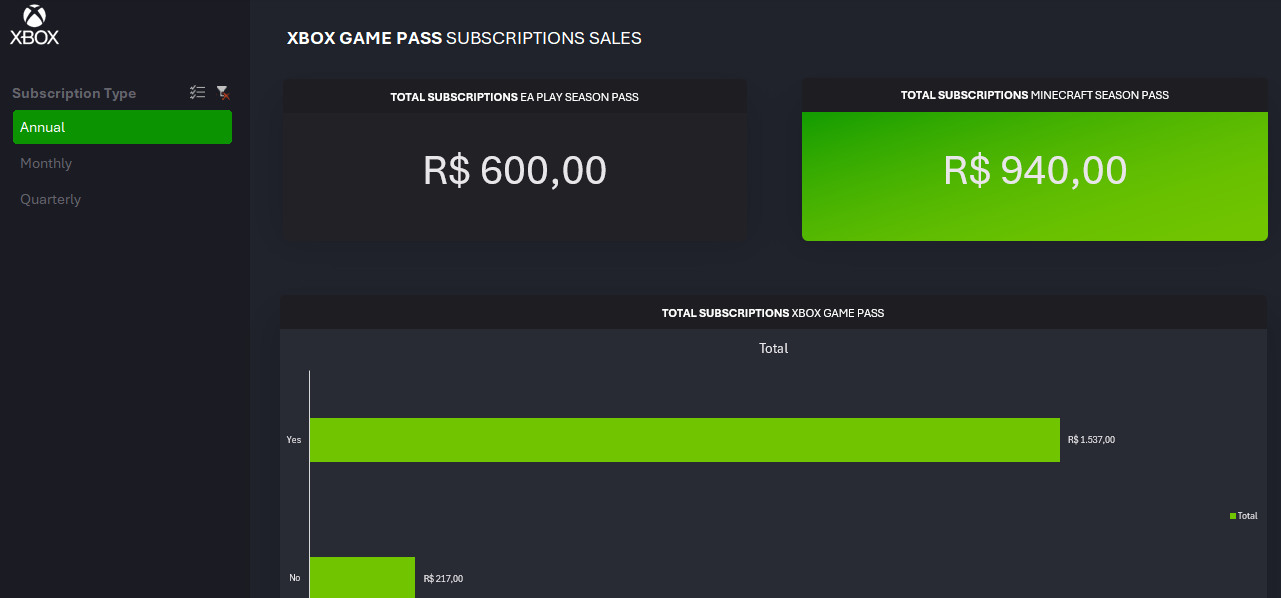 XBOX
XBOX GAME PASS SUBSCRIPTIONS SALES
Subscription Type
Annual
Monthly
Quarterly
TOTAL SUBSCRIPTIONS EA PLAY SEASON PASS
R$ 600,00
TOTAL SUBSCRIPTIONS MINECRAFT SEASON PASS
R$ 940,00
TOTAL SUBSCRIPTIONS XBOX GAME PASS
Total
Yes
R$ 1.537,00
Total
No
R$ 217,00